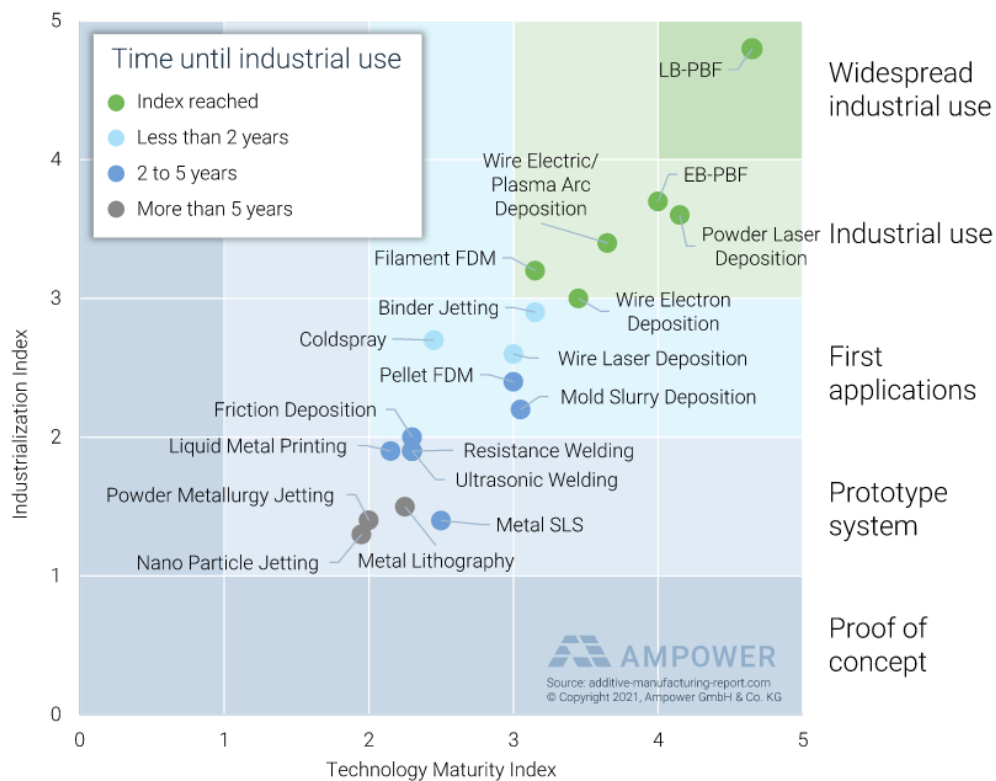 Time until industrial use
Index reached
Less than 2 years
2 to 5 years
More than 5 years
5
4
3
2
1
0
Industrialization Index
LB-PBF
Wire Electric/
Plasma Arc
Deposition
EB-PBF
Powder Laser
Deposition
Filament FDM
Binder Jetting
Wire Electron
Deposition
Coldspray
Wire Laser Deposition
Pellet FDM
Mold Slurry Deposition
Friction Deposition
Liquid Metal Printing
Resistance Welding
Ultrasonic Welding
Powder Metallurgy Jetting
Metal SLS
Nano Particle Jetting
Metal Lithography
Widespread
industrial use
Industrial use
First
applications
Prototype
system
Proof of
concept
AMPOWER
Source: additive-manufacturing-report.com
© Copyright 2021, Ampower GmbH & Co. KG
0 1 2 3 4 5
Technology Maturity Index